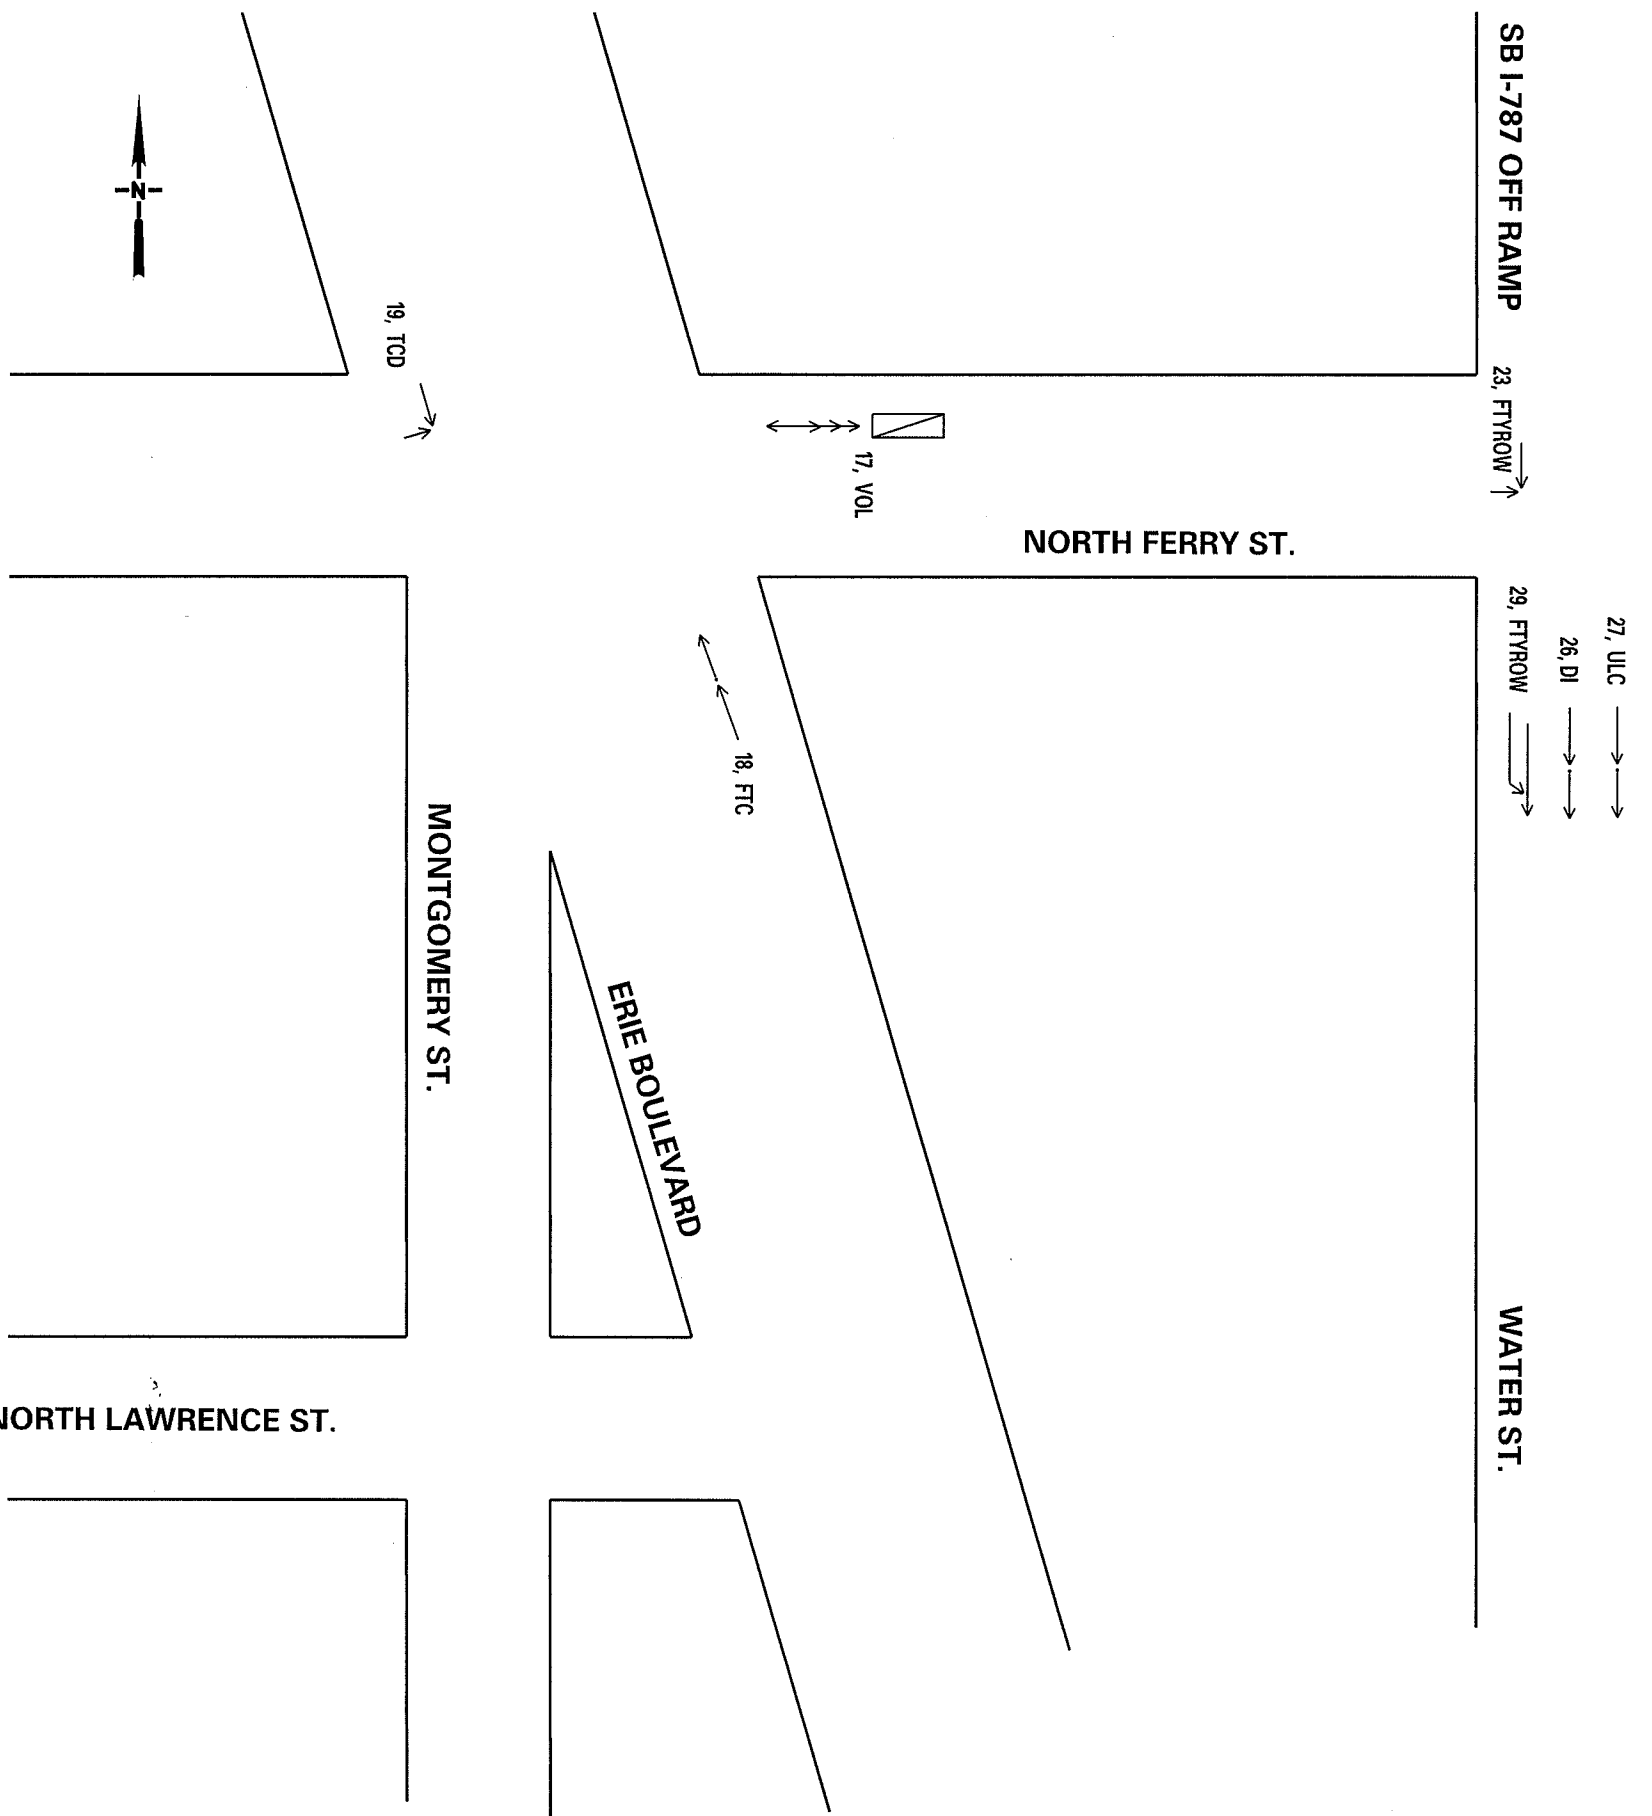 SB I-787 OFF RAMP
N
19, TCD
23, FTYROW
17, VOL
NORTH FERRY ST.
29, FTYROW
26, DI
27, ULC
18, FTC
MONTGOMERY ST.
ERIE BOULEVARD
WATER ST.
NORTH LAWRENCE ST.